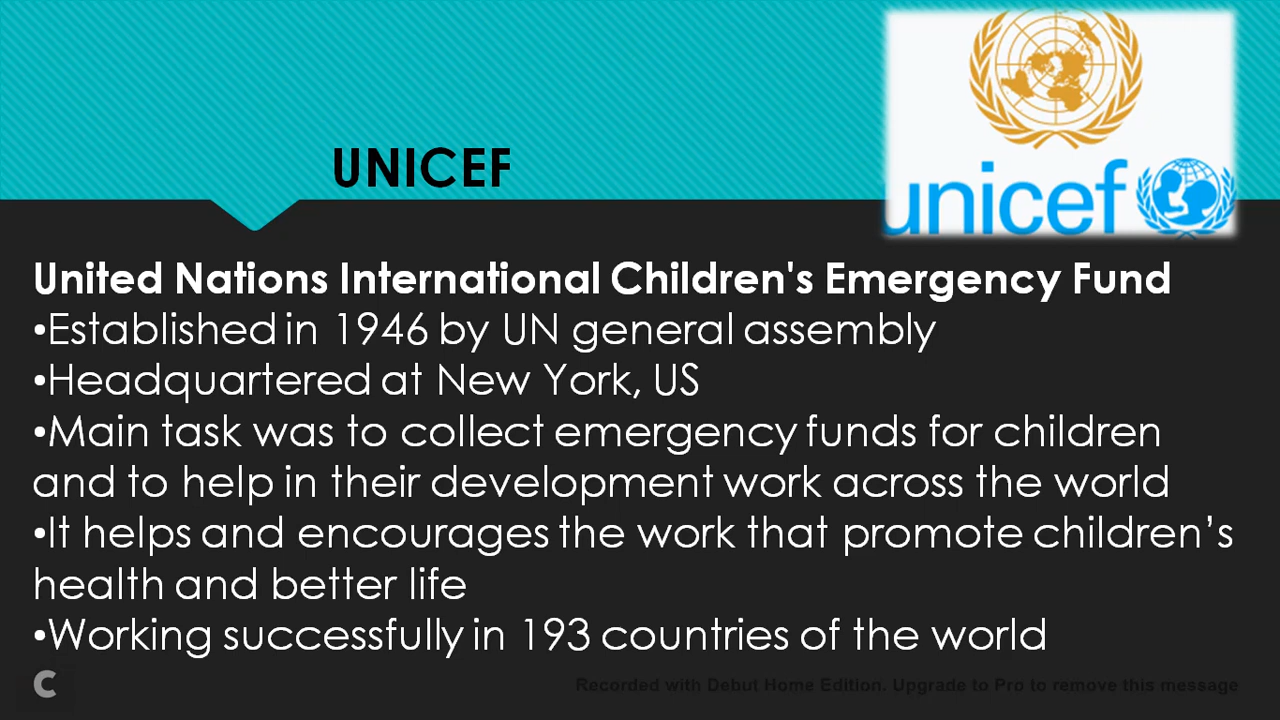 unicef
UNICEF
United Nations International Children's Emergency Fund
•Established in 1946 by UN general assembly
•Headquartered at New York, US
•Main task was to collect emergency funds for children
and to help in their development work across the world
•It helps and encourages the work that promote children’s
health and better life
•Working successfully in 193 countries of the world
C
Recorded with Debut Home Edition. Upgrade to Pro to remove this message